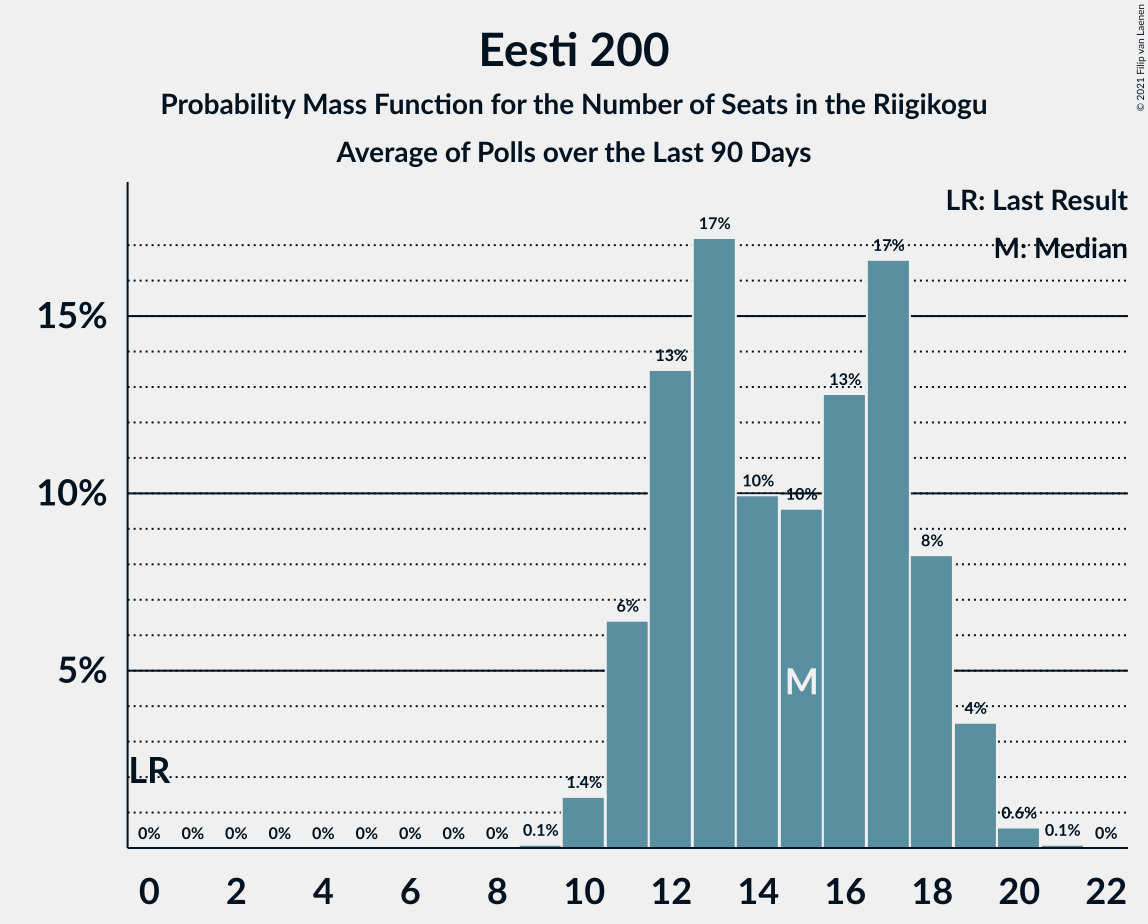 © 2021 Filip van Laenen
Eesti 200
Probability Mass Function for the Number of Seats in the Riigikogu
Average of Polls over the Last 90 Days
LR: Last Result
M: Median
15%
10%
5%
17%
17%
13%
13%
10%
10%
8%
6%
M
4%
LR
1.4%
0.6%
0% 0% 0% 0% 0% 0% 0% 0% 0% 0.1% 0.1% 0%
0 2 4 6 8 10 12 14 16 18 20 22